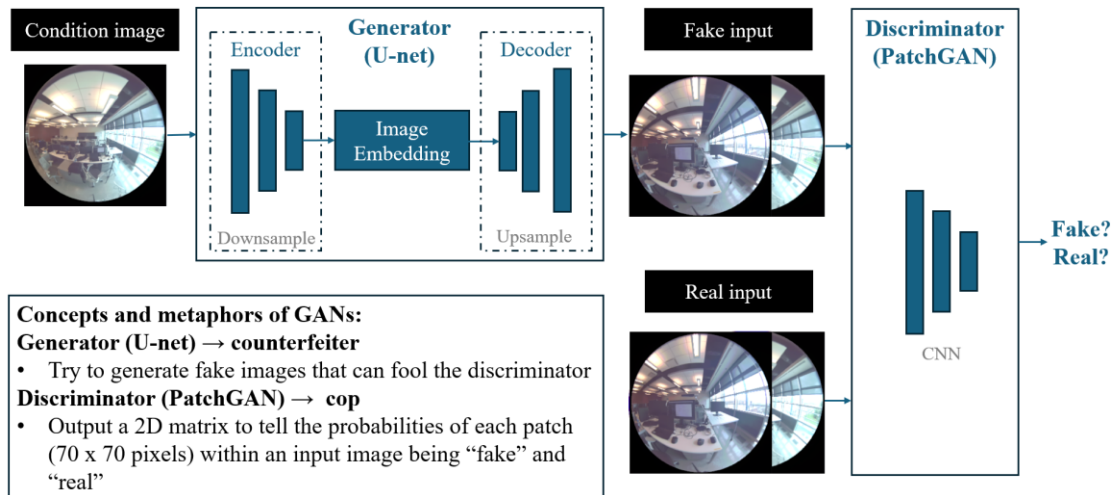 Condition image
Generator
(U-net)
Encoder
Decoder
Image
Embedding
Downsample
Upsample
Fake input
Real input
Discriminator
(PatchGAN)
CNN
Fake?
Real?
Concepts and metaphors of GANs:
Generator (U-net) → counterfeiter
• Try to generate fake images that can fool the discriminator
Discriminator (PatchGAN) → cop
• Output a 2D matrix to tell the probabilities of each patch
(70 x 70 pixels) within an input image being “fake” and
“real”